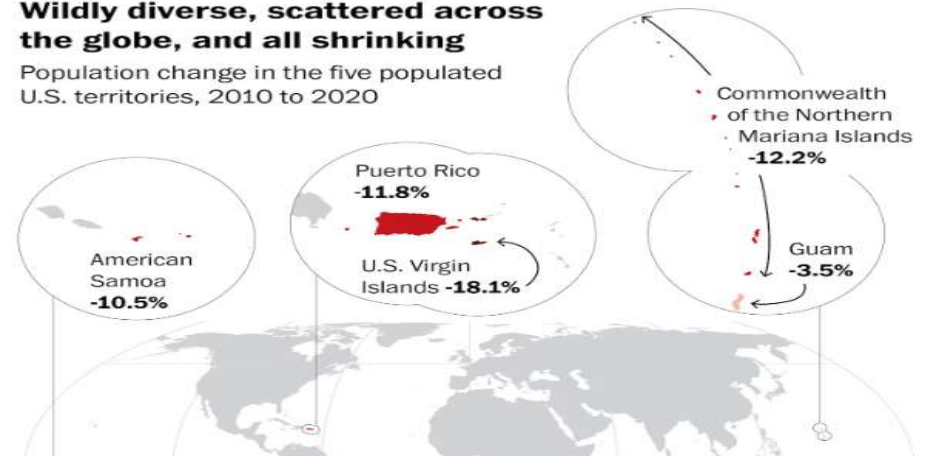 Wildly diverse, scattered across
the globe, and all shrinking
Population change in the five populated
U.S. territories, 2010 to 2020
Commonwealth
of the Northern
Mariana Islands
-12.2%
Puerto Rico
-11.8%
American
Samoa
-10.5%
U.S. Virgin
Islands -18.1%
Guam
-3.5%